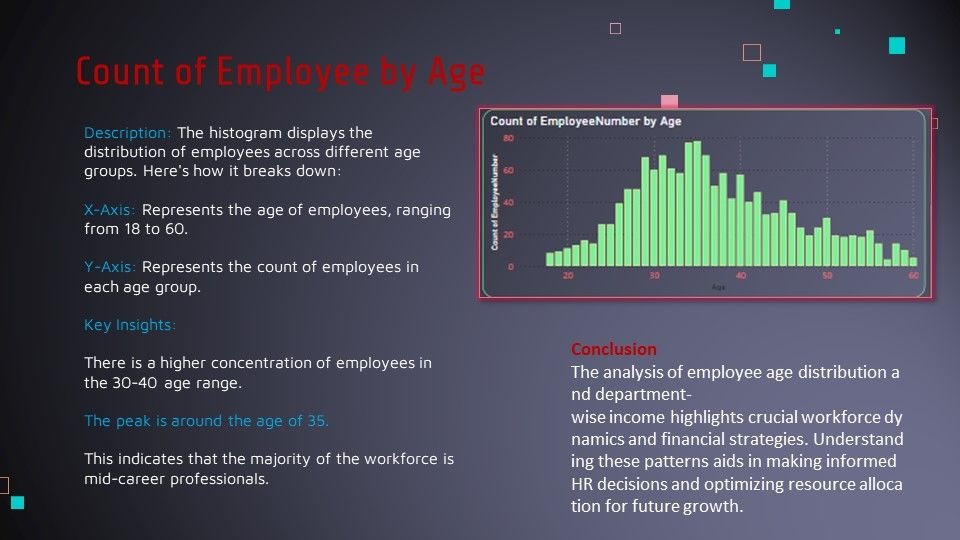 Count of Employee by Age
Description: The histogram displays the
distribution of employees across different age
groups. Here's how it breaks down:
X-Axis: Represents the age of employees, ranging
from 18 to 60.
Y-Axis: Represents the count of employees in
each age group.
Key Insights:
There is a higher concentration of employees in
the 30-40 age range.
The peak is around the age of 35.
This indicates that the majority of the workforce is
mid-career professionals.
Count of EmployeeNumber by Age
Count of EmployeeNumber
80
60
40
20
0
20 30 40 50 60
Age
Conclusion
The analysis of employee age distribution a
nd department-
wise income highlights crucial workforce dy
namics and financial strategies. Understand
ing these patterns aids in making informed
HR decisions and optimizing resource alloca
tion for future growth.